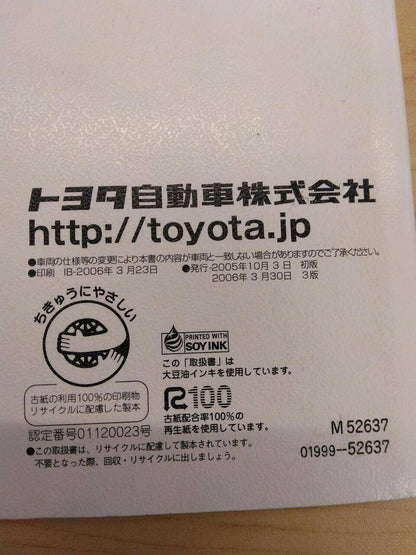 トヨタ自動車株式会社
http://toyota.jp
●車両の仕様等の変更により本書の内容が車両と一致しない場合がありますのでご了承ください。
●印刷 IB-2006年 3月23日 ●発行-2005年10月 3日 初版
2006年 3月30日 3版
ちきゅうにやさしい
古紙の利用100%の印刷物
リサイクルに配慮した製本
認定番号01120023号
PRINTED WITH
SOY INK
この「取扱書」は
大豆油インキを使用しています。
R100
古紙配合率100%の
再生紙を使用しています。
●この取扱書は、リサイクルに配慮して製本されています。
不要となった際、回収・リサイクルに出しましょう。
M 52637
01999-52637